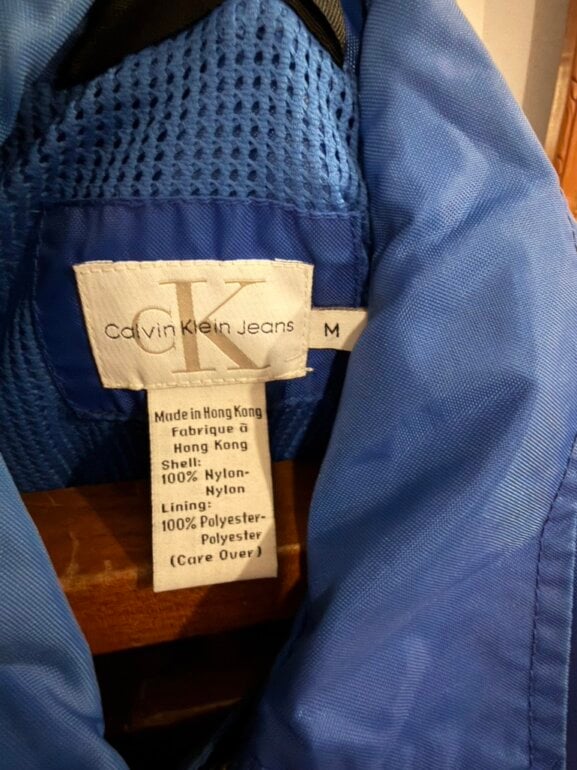 cK
Calvin Klein Jeans
M
Made in Hong Kong
Fabrique à
Hong Kong
Shell:
100% Nylon-
Nylon
Lining:
100% Polyester-
Polyester
(Care Over)